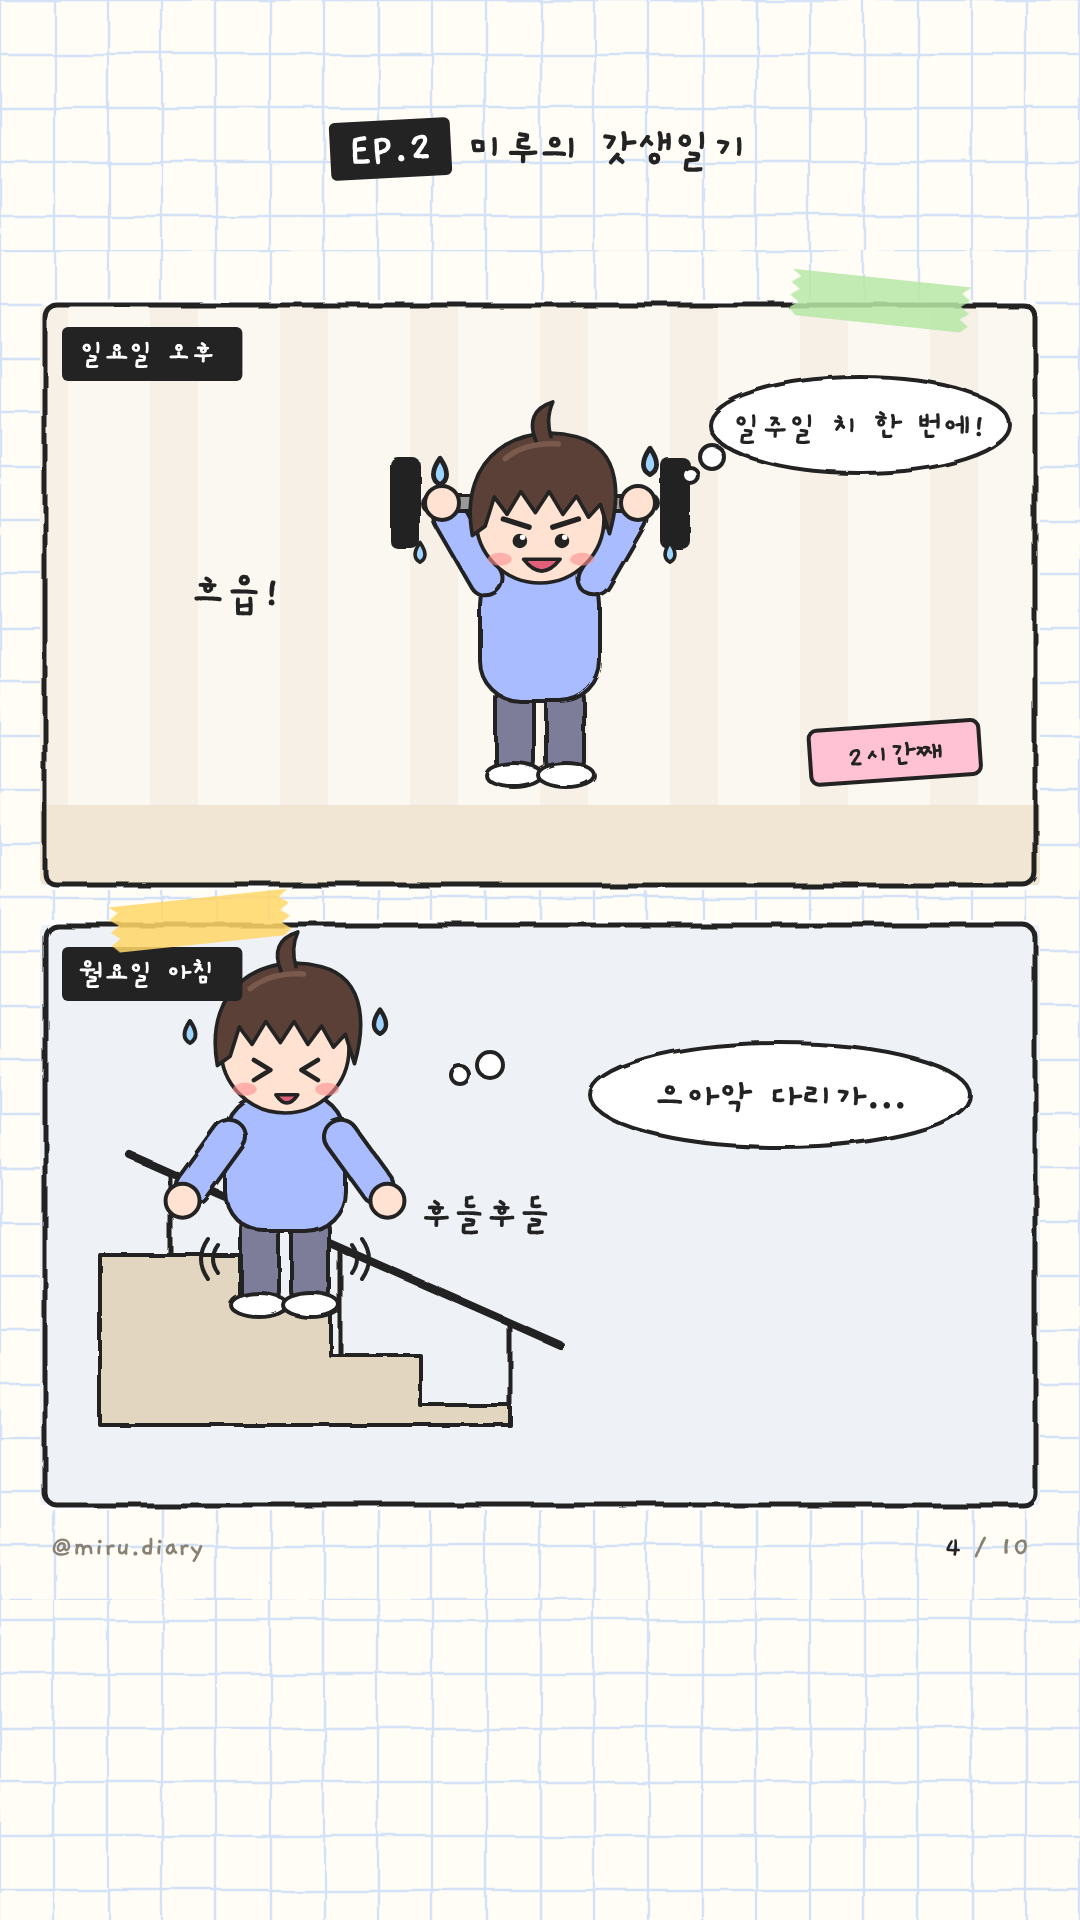 EP.2 미루의 갓생일기
일요일 오후
일주일 치 한 번에!
흐읍!
2시간째
월요일 아침
으아악 다리가...
후들후들
@miru.diary
4 / 10